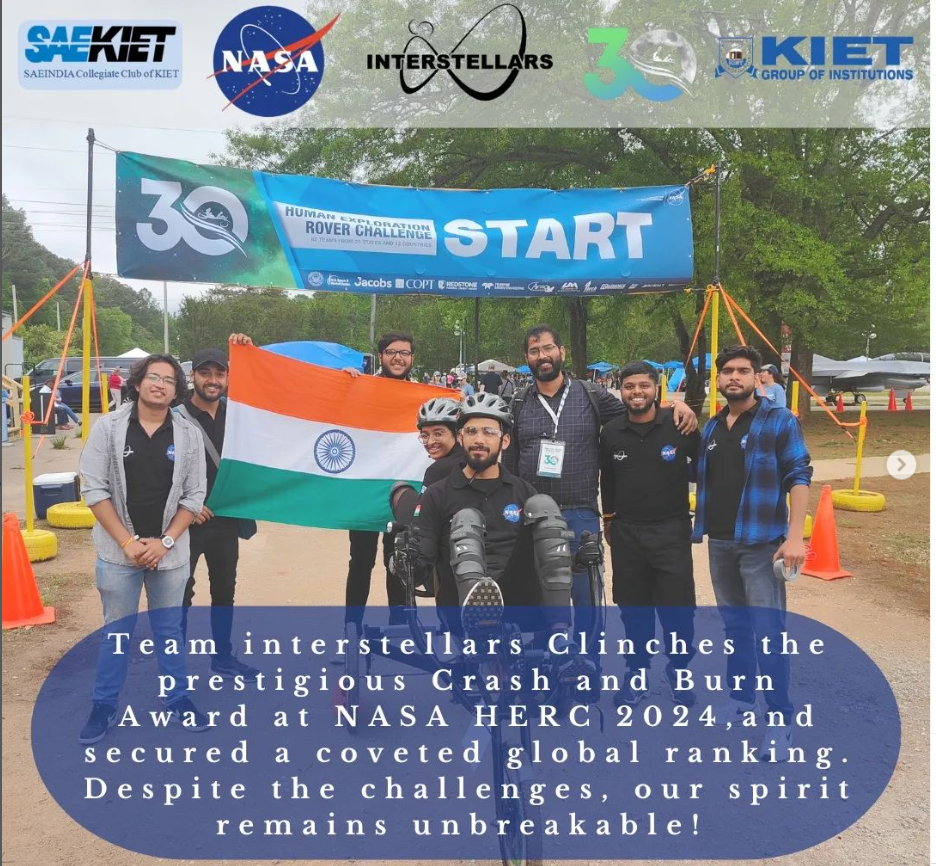 SAEKIET
SAEINDIA Collegiate Club of KIET
NASA
INTERSTELLARS
30
KIET
GROUP OF INSTITUTIONS
30
HUMAN EXPLORATION
ROVER CHALLENGE
START
Jacobs COPT REDSTONE
30
Team interstellars Clinches the
prestigious Crash and Burn
Award at NASA HERC 2024,and
secured a coveted global ranking.
Despite the challenges, our spirit
remains unbreakable!